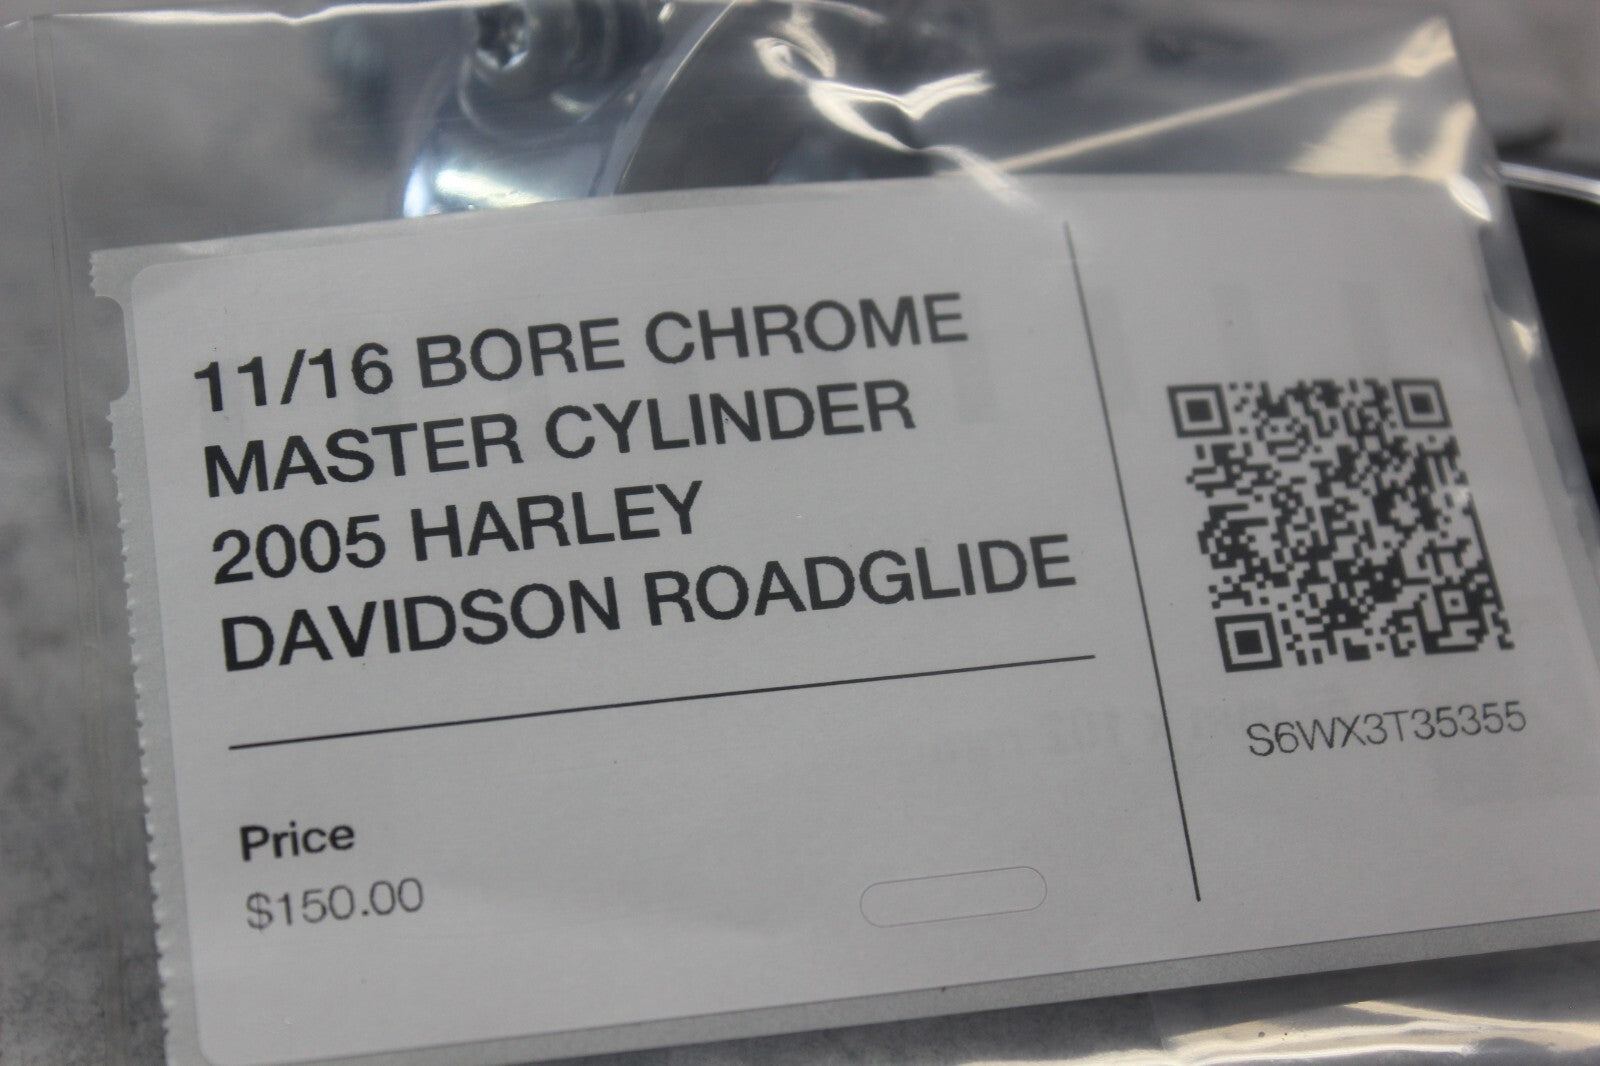 11/16 BORE CHROME
MASTER CYLINDER
2005 HARLEY
DAVIDSON ROADGLIDE
Price
$150.00
S6WX3T35355